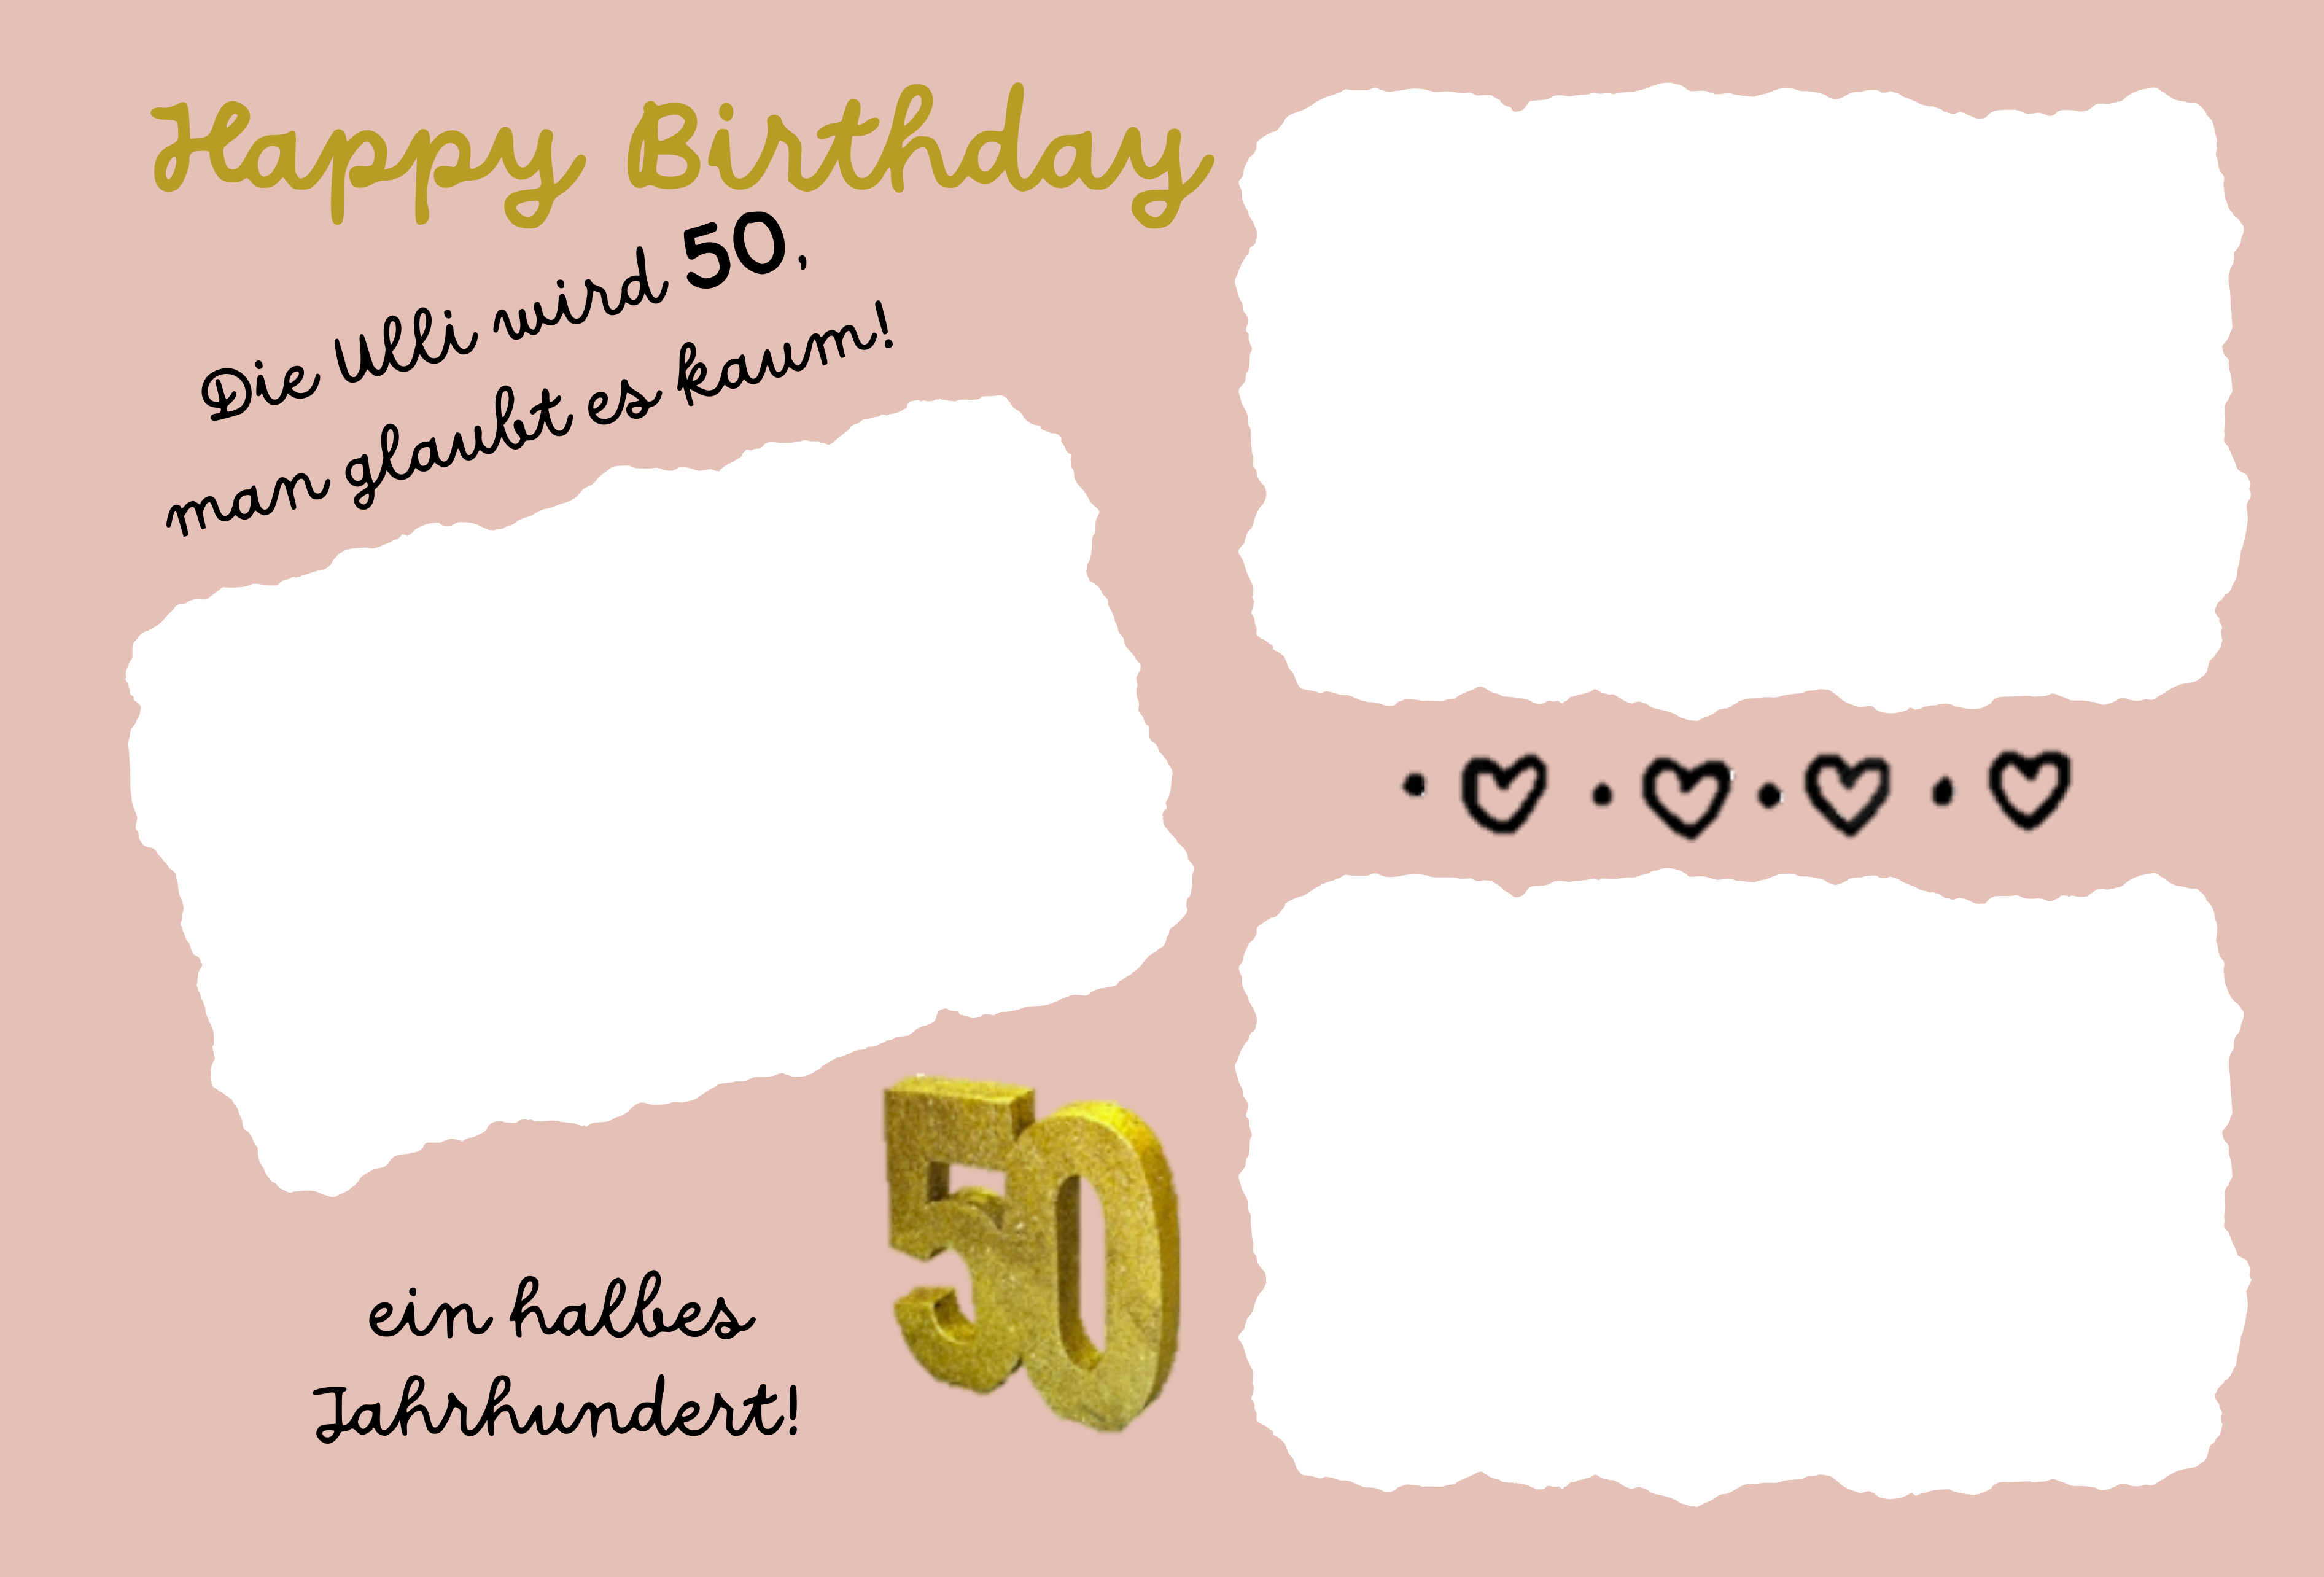 Happy Birthday
Die Ulli wird 50,
man glaubt es kaum!
50
ein halbes
Jahrhundert!